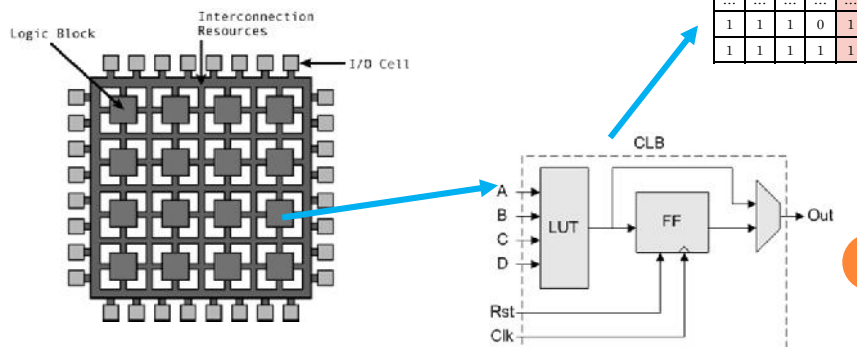 ... ... ... ... ...
1 1 1 0 1
1 1 1 1 1
Interconnection
Resources
Logic Block
I/O Cell
CLB
A
B
C
D
LUT
FF
Out
Rst
Clk